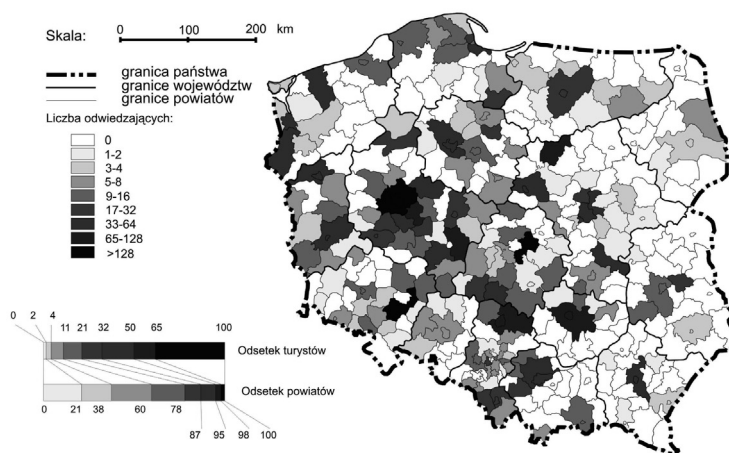 Skala:
0 100 200 km
granica państwa
granice województw
granice powiatów
Liczba odwiedzających:
0
1-2
3-4
5-8
9-16
17-32
33-64
65-128
>128
0 2 4 11 21 32 50 65 100
Odsetek turystów
Odsetek powiatów
0 21 38 60 78
87 95 98 100